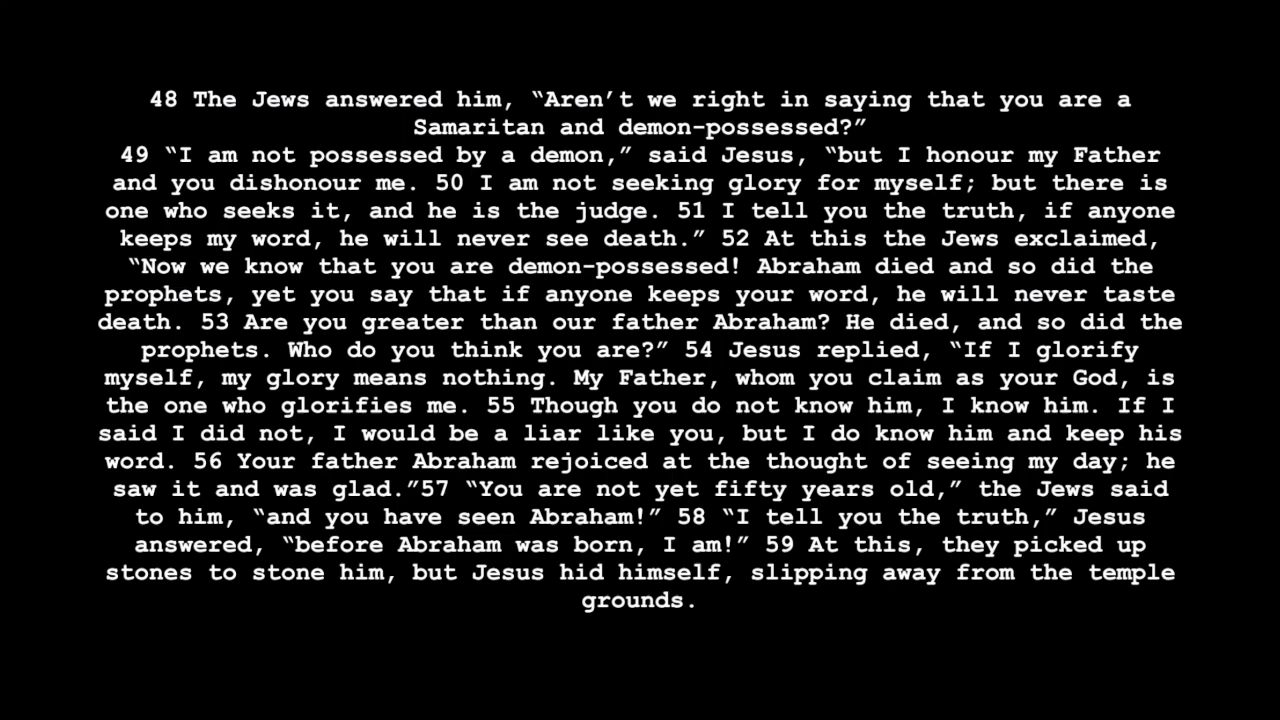 48 The Jews answered him, “Aren’t we right in saying that you are a
Samaritan and demon-possessed?”
49 “I am not possessed by a demon,” said Jesus, “but I honour my Father
and you dishonour me. 50 I am not seeking glory for myself; but there is
one who seeks it, and he is the judge. 51 I tell you the truth, if anyone
keeps my word, he will never see death.” 52 At this the Jews exclaimed,
“Now we know that you are demon-possessed! Abraham died and so did the
prophets, yet you say that if anyone keeps your word, he will never taste
death. 53 Are you greater than our father Abraham? He died, and so did the
prophets. Who do you think you are?” 54 Jesus replied, “If I glorify
myself, my glory means nothing. My Father, whom you claim as your God, is
the one who glorifies me. 55 Though you do not know him, I know him. If I
said I did not, I would be a liar like you, but I do know him and keep his
word. 56 Your father Abraham rejoiced at the thought of seeing my day; he
saw it and was glad.”57 “You are not yet fifty years old,” the Jews said
to him, “and you have seen Abraham!” 58 “I tell you the truth,” Jesus
answered, “before Abraham was born, I am!” 59 At this, they picked up
stones to stone him, but Jesus hid himself, slipping away from the temple
grounds.